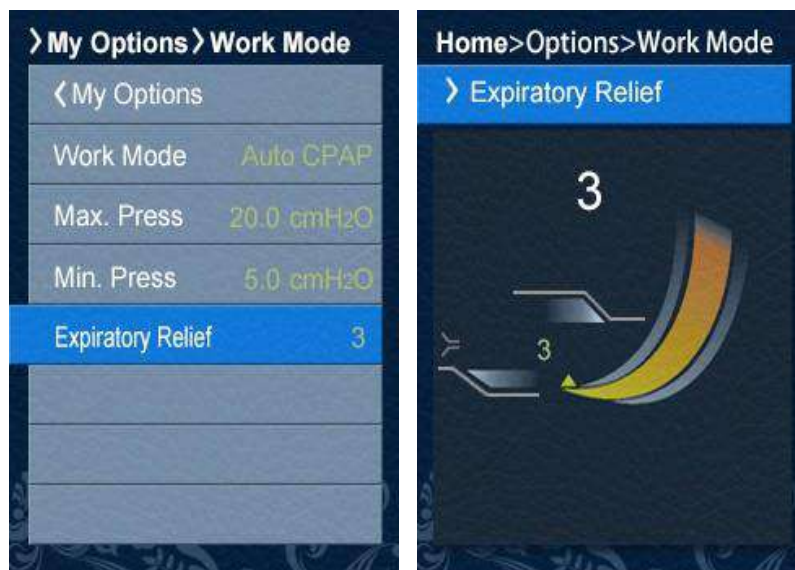 ❯My Options❯Work Mode
❮My Options
Work Mode Auto CPAP
Max. Press 20.0 cmH2O
Min. Press 5.0 cmH2O
Expiratory Relief 3
Home>Options>Work Mode
❯ Expiratory Relief
3
3